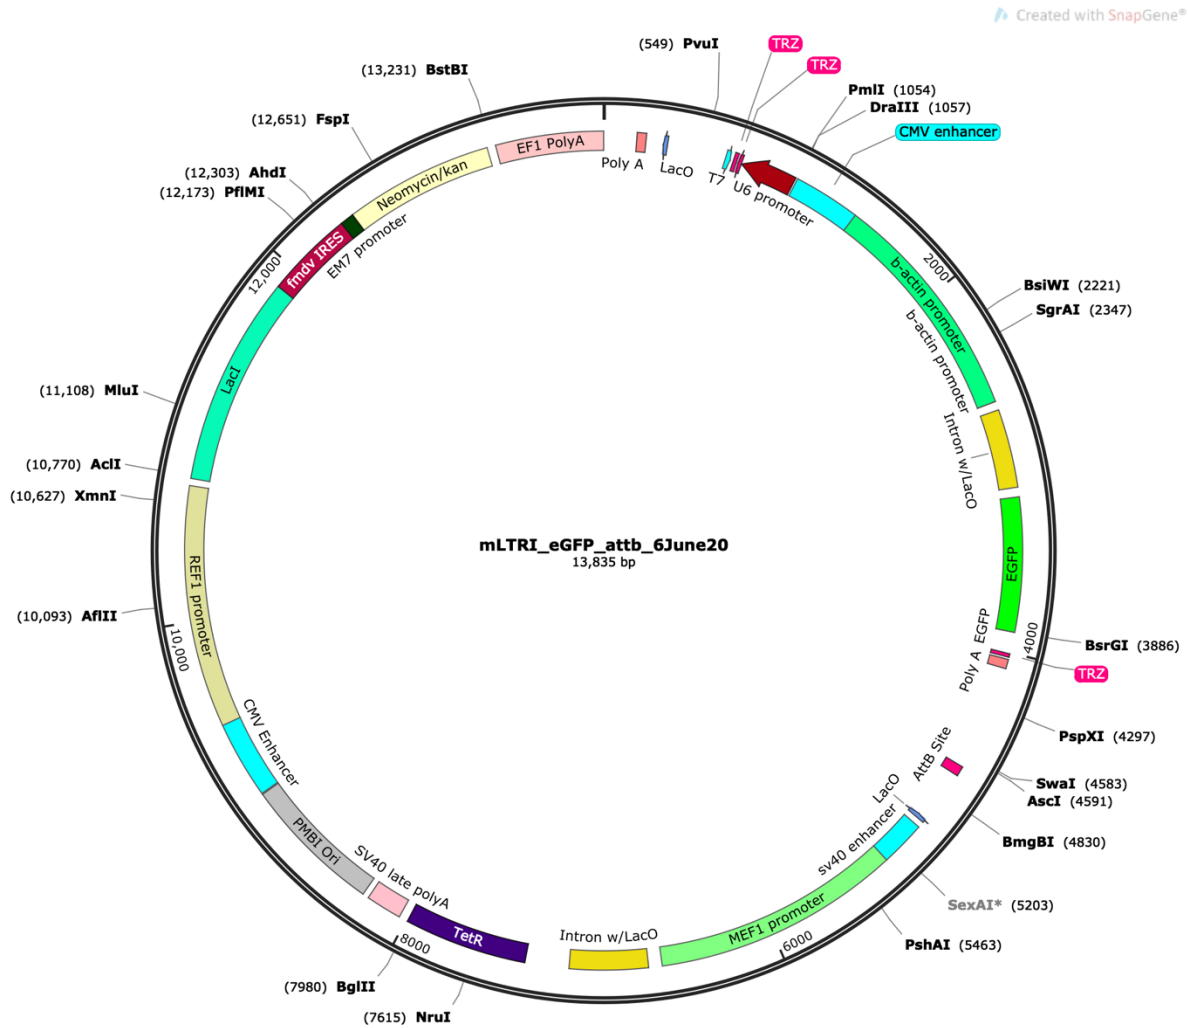 Created with SnapGene®
(549) PvuI
TRZ
TRZ
PmlI (1054)
DraIII (1057)
CMV enhancer
(13,231) BstBI
(12,651) FspI
(12,303) AhdI
(12,173) PflMI
EF1 PolyA
Poly A
LacO
T7
U6 promoter
Neomycin/kan
EM7 promoter
fmdv IRES
12,000
b-actin promoter
b-actin promoter
2000
BsiWI (2221)
SgrAI (2347)
LacI
Intron w/LacO
(11,108) MluI
(10,770) AclI
(10,627) XmnI
mLTRI_eGFP_attb_6June20
13,835 bp
EGFP
REF1 promoter
(10,093) AflII
10,000
EGFP
Poly A
4000
BsrGI (3886)
TRZ
PspXI (4297)
CMV Enhancer
AttB Site
SwaI (4583)
AscI (4591)
LacO
BmgBI (4830)
PMBI Ori
sv40 enhancer
SV40 late polyA
SexAI* (5203)
MEF1 promoter
PshAI (5463)
TetR
Intron w/LacO
6000
8000
(7980) BglII
(7615) NruI